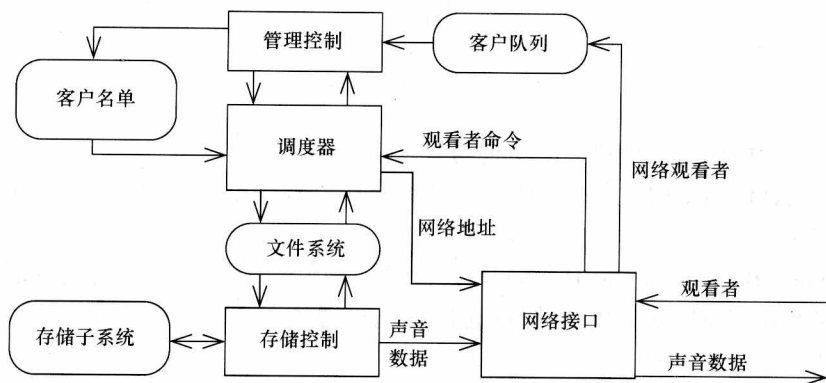 管理控制
客户队列
客户名单
调度器
观看者命令
网络观看者
网络地址
文件系统
观看者
存储子系统
存储控制
声音
数据
网络接口
声音数据